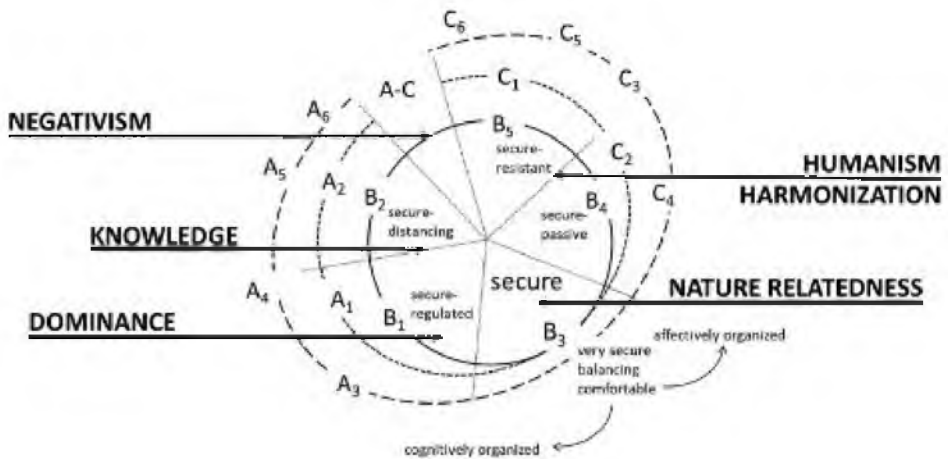 C6
C5
A-C
C1
C3
A6
NEGATIVISM
B5
A5
A2
secure-
resistant
C2
HUMANISM
HARMONIZATION
B2
B4
C4
secure-
distancing
secure-
passive
KNOWLEDGE
A4
A1
secure
NATURE RELATEDNESS
secure-
regulated
DOMINANCE
B1
B3
affectively organized
very secure
balancing
comfortable
A3
cognitively organized